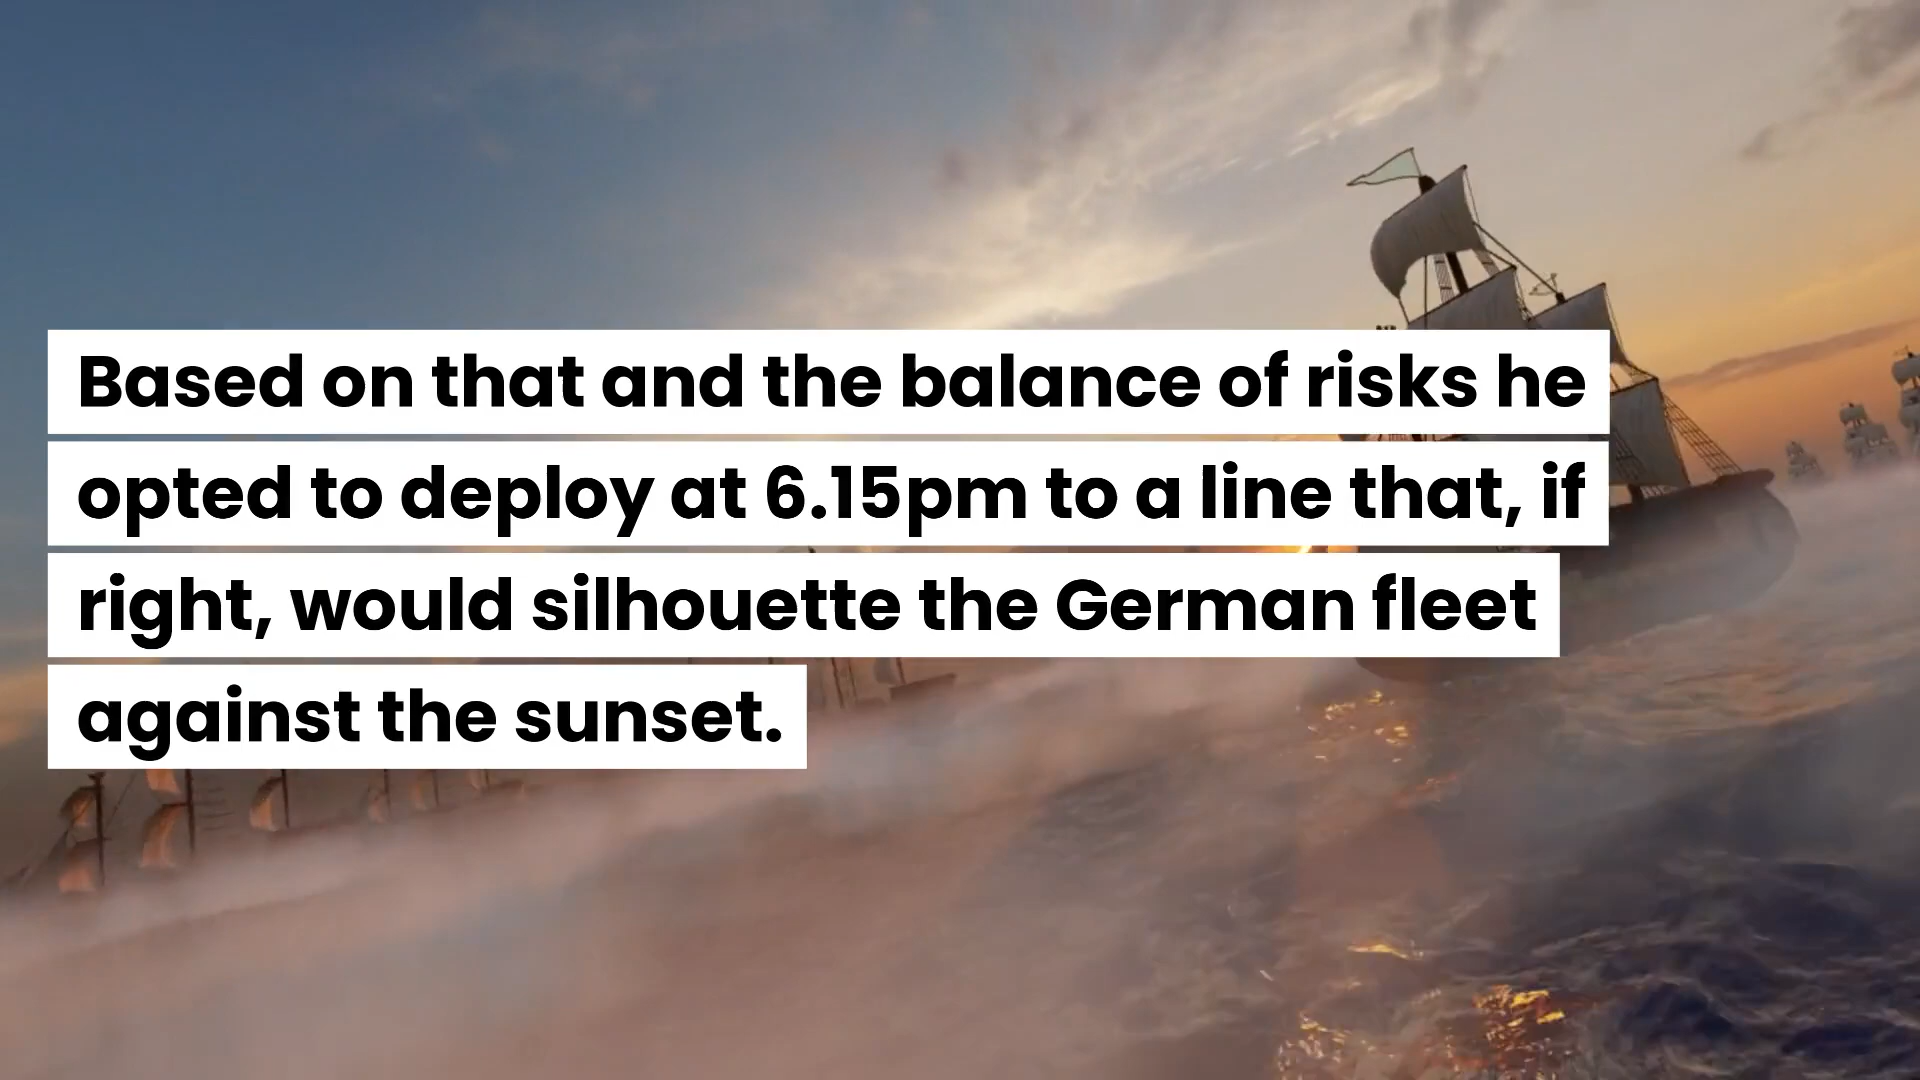 Based on that and the balance of risks he
opted to deploy at 6.15pm to a line that, if
right, would silhouette the German fleet
against the sunset.